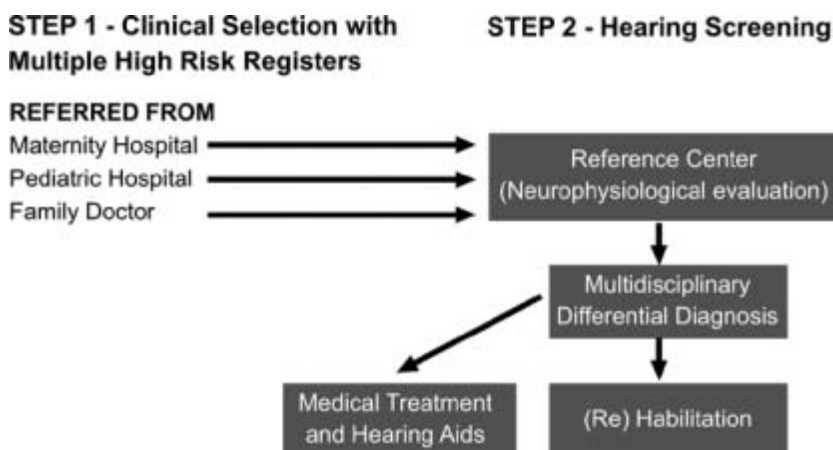 STEP 1 - Clinical Selection with
Multiple High Risk Registers
STEP 2 - Hearing Screening
REFERRED FROM
Maternity Hospital
Pediatric Hospital
Family Doctor
Reference Center
(Neurophysiological evaluation)
Multidisciplinary
Differential Diagnosis
Medical Treatment
and Hearing Aids
(Re) Habilitation